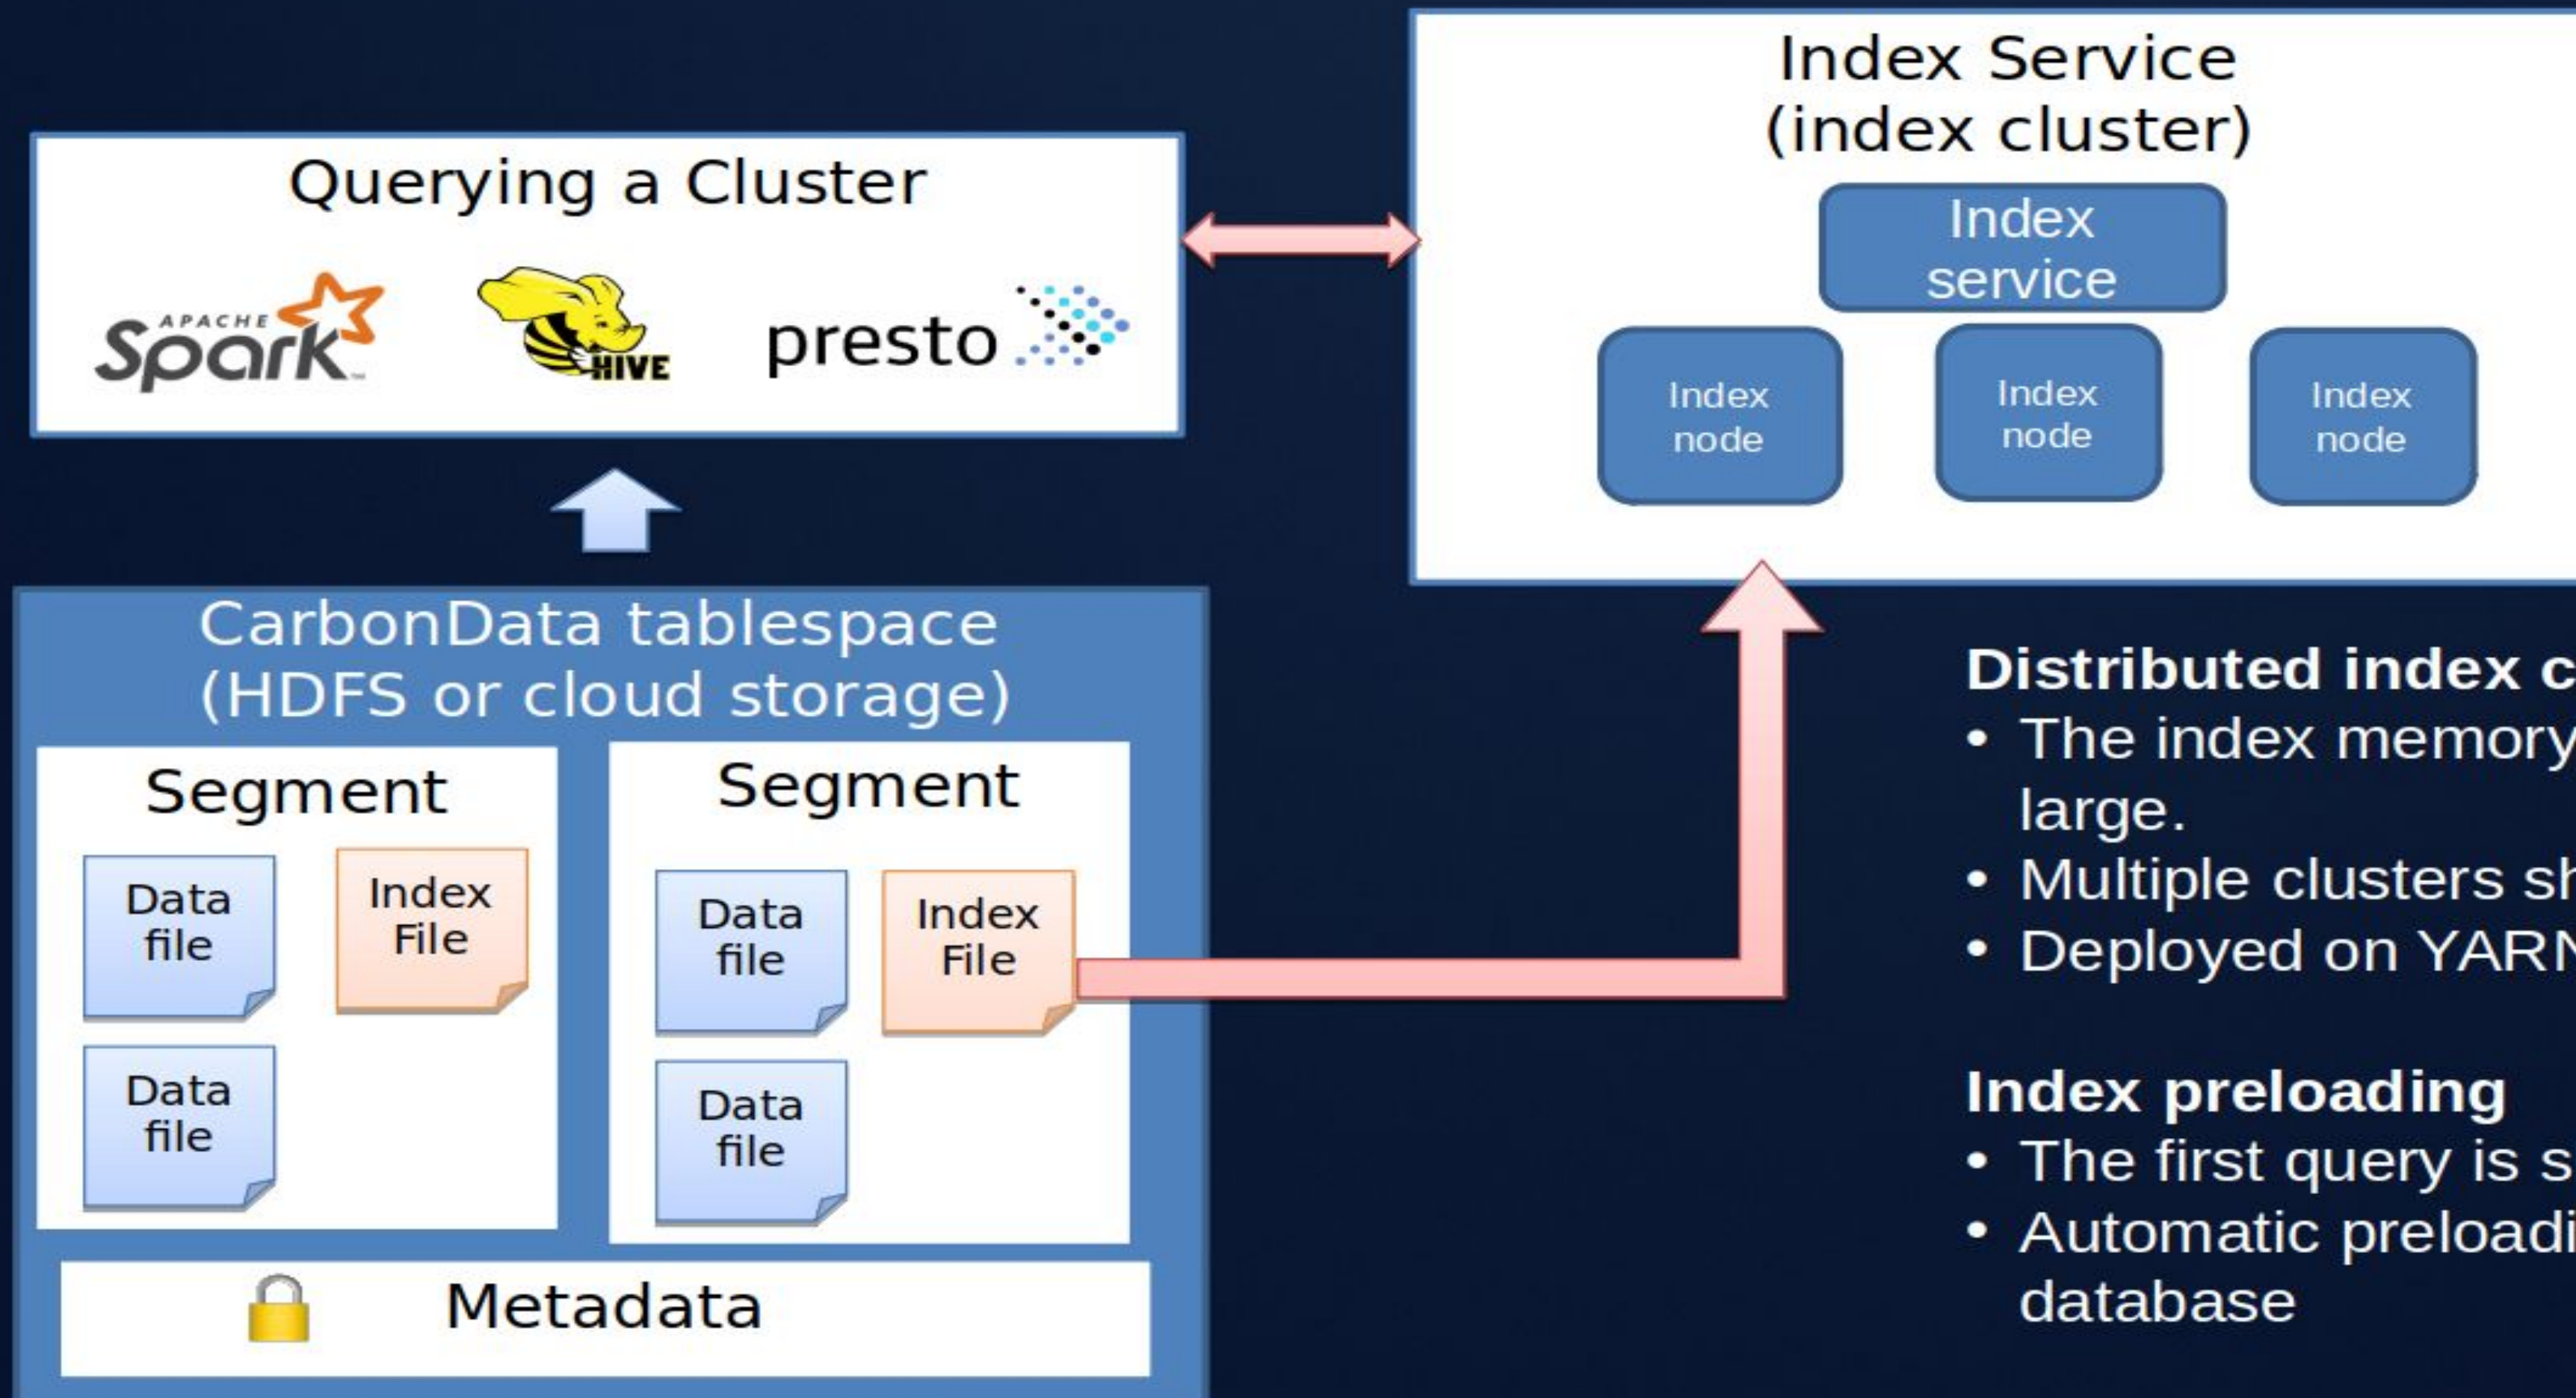 Index Service
(index cluster)
Index
service
Index
node
Index
node
Index
node
Querying a Cluster
APACHE
Spark
HIVE
presto
CarbonData tablespace
(HDFS or cloud storage)
Segment
Data
file
Index
File
Data
file
Segment
Data
file
Index
File
Data
file
Metadata
Distributed index
• The index memory
large.
• Multiple clusters
• Deployed on YARN
Index preloading
• The first query is
• Automatic
database